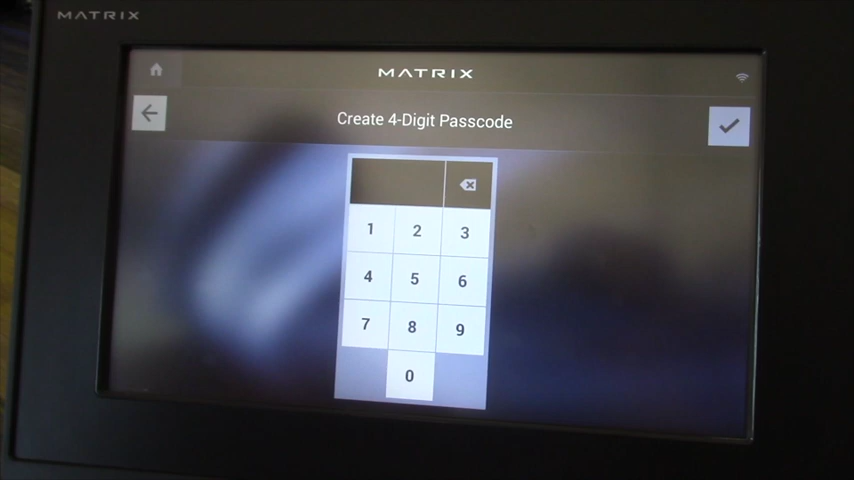 MATRIX
MATRIX
Create 4-Digit Passcode
1 2 3
4 5 6
7 8 9
0